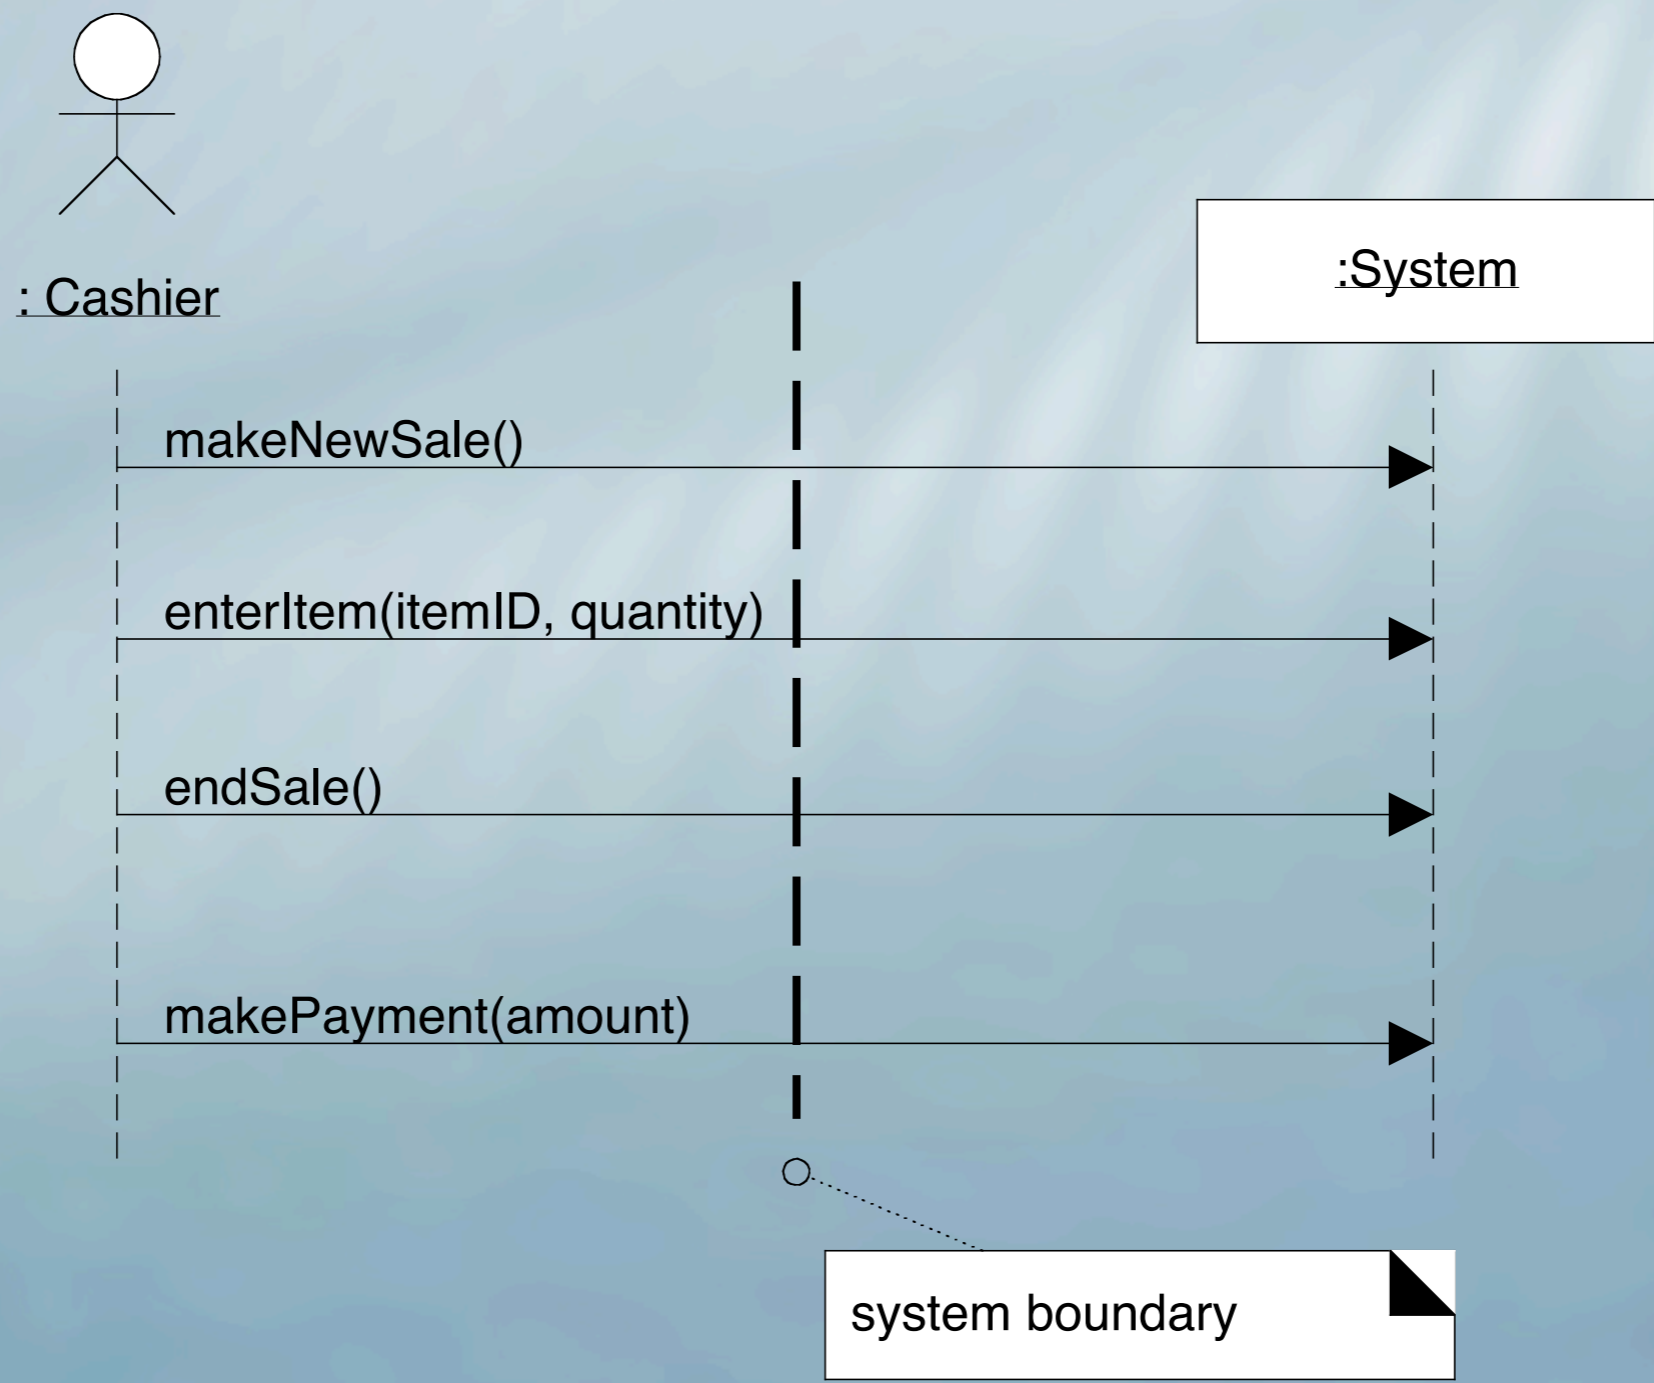 : Cashier
:System
makeNewSale()
enterItem(itemID, quantity)
endSale()
makePayment(amount)
system boundary